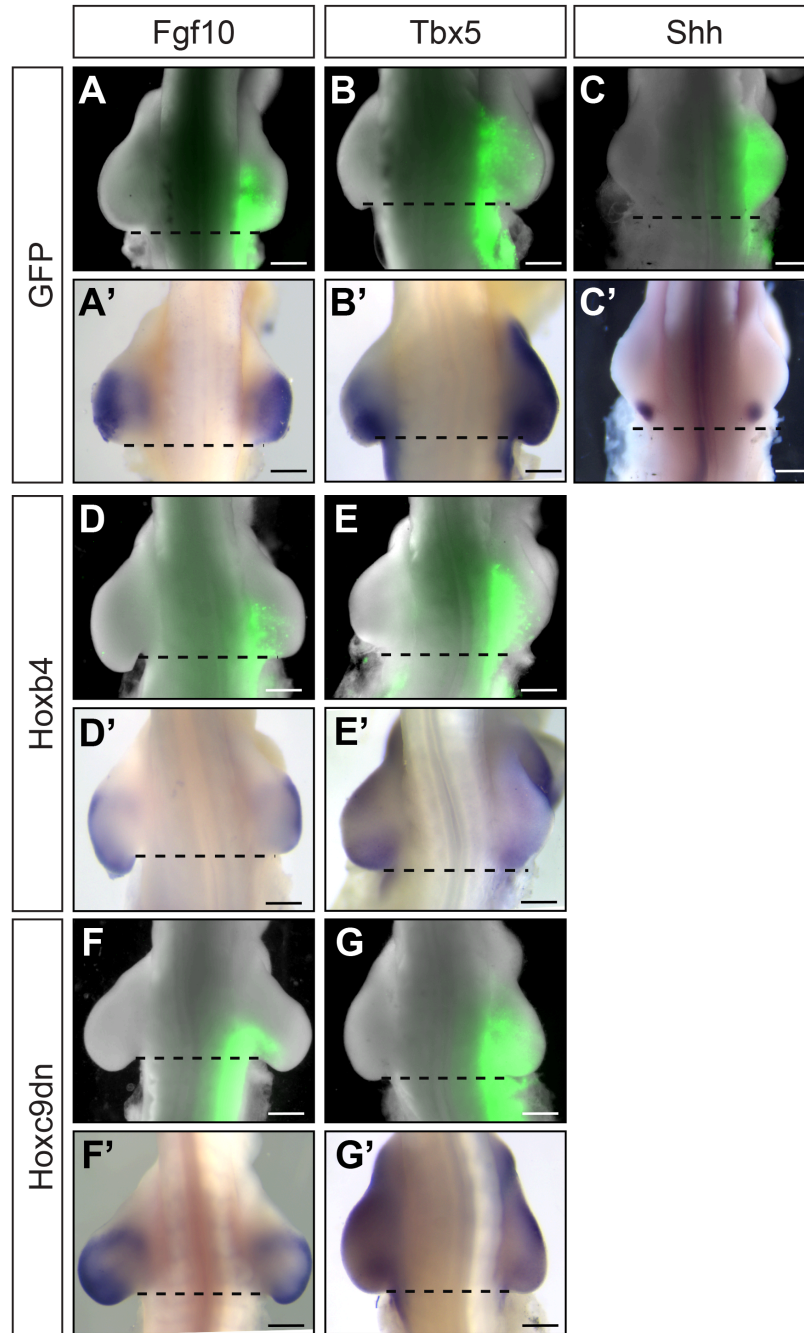 Fgf10 Tbx5 Shh
GFP
A B C
A’ B’ C’
Hoxb4
D E
D’ E’
Hoxc9dn
F G
F’ G’